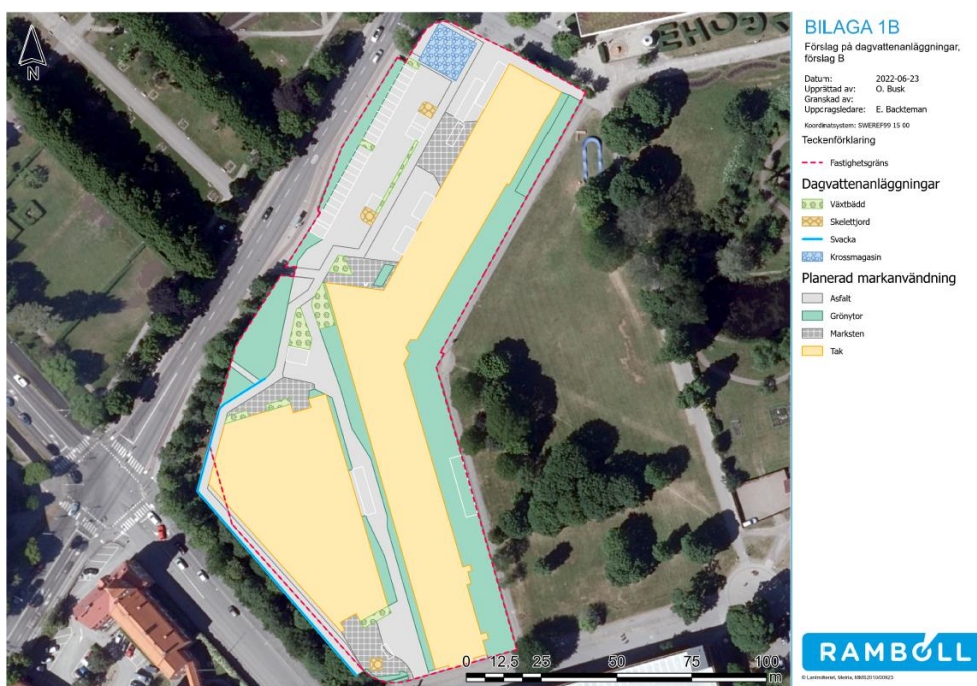 BILAGA 1B
Förslag på dagvattenanläggningar,
förslag B
Datum: 2022-06-23
Upprättad av: O. Busk
Granskad av:
Uppdragsledare: E. Backteman
Koordinatsystem: SWEREF99 15 00
Teckenförklaring
Fastighetsgräns
Dagvattenanläggningar
Växtbädd
Skelettjord
Svacka
Krossmagasin
Planerad markanvändning
Asfalt
Grönytor
Marksten
Tak
N
0 12,5 25 50 75 100
m
RAMBOLL